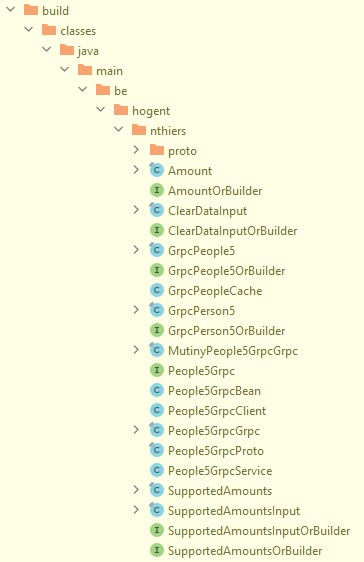 build
classes
java
main
be
hogent
nthiers
proto
Amount
AmountOrBuilder
ClearDataInput
ClearDataInputOrBuilder
GrpcPeople5
GrpcPeople5OrBuilder
GrpcPeopleCache
GrpcPerson5
GrpcPerson5OrBuilder
MutinyPeople5GrpcGrpc
People5Grpc
People5GrpcBean
People5GrpcClient
People5GrpcGrpc
People5GrpcProto
People5GrpcService
SupportedAmounts
SupportedAmountsInput
SupportedAmountsInputOrBuilder
SupportedAmountsOrBuilder